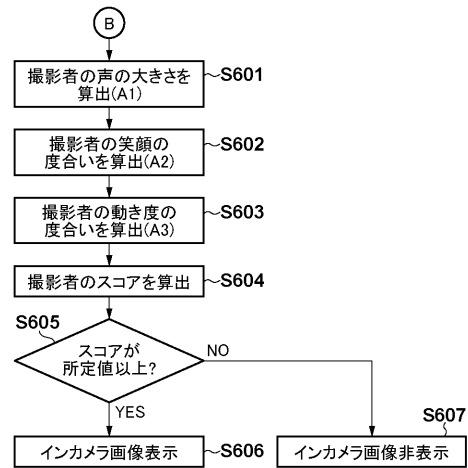 B
撮影者の声の大きさを
算出(A1)
S601
撮影者の笑顔の
度合いを算出(A2)
S602
撮影者の動き度の
度合いを算出(A3)
S603
撮影者のスコアを算出
S604
S605
スコアが
所定値以上?
NO
YES
インカメラ画像表示
S606
S607
インカメラ画像非表示